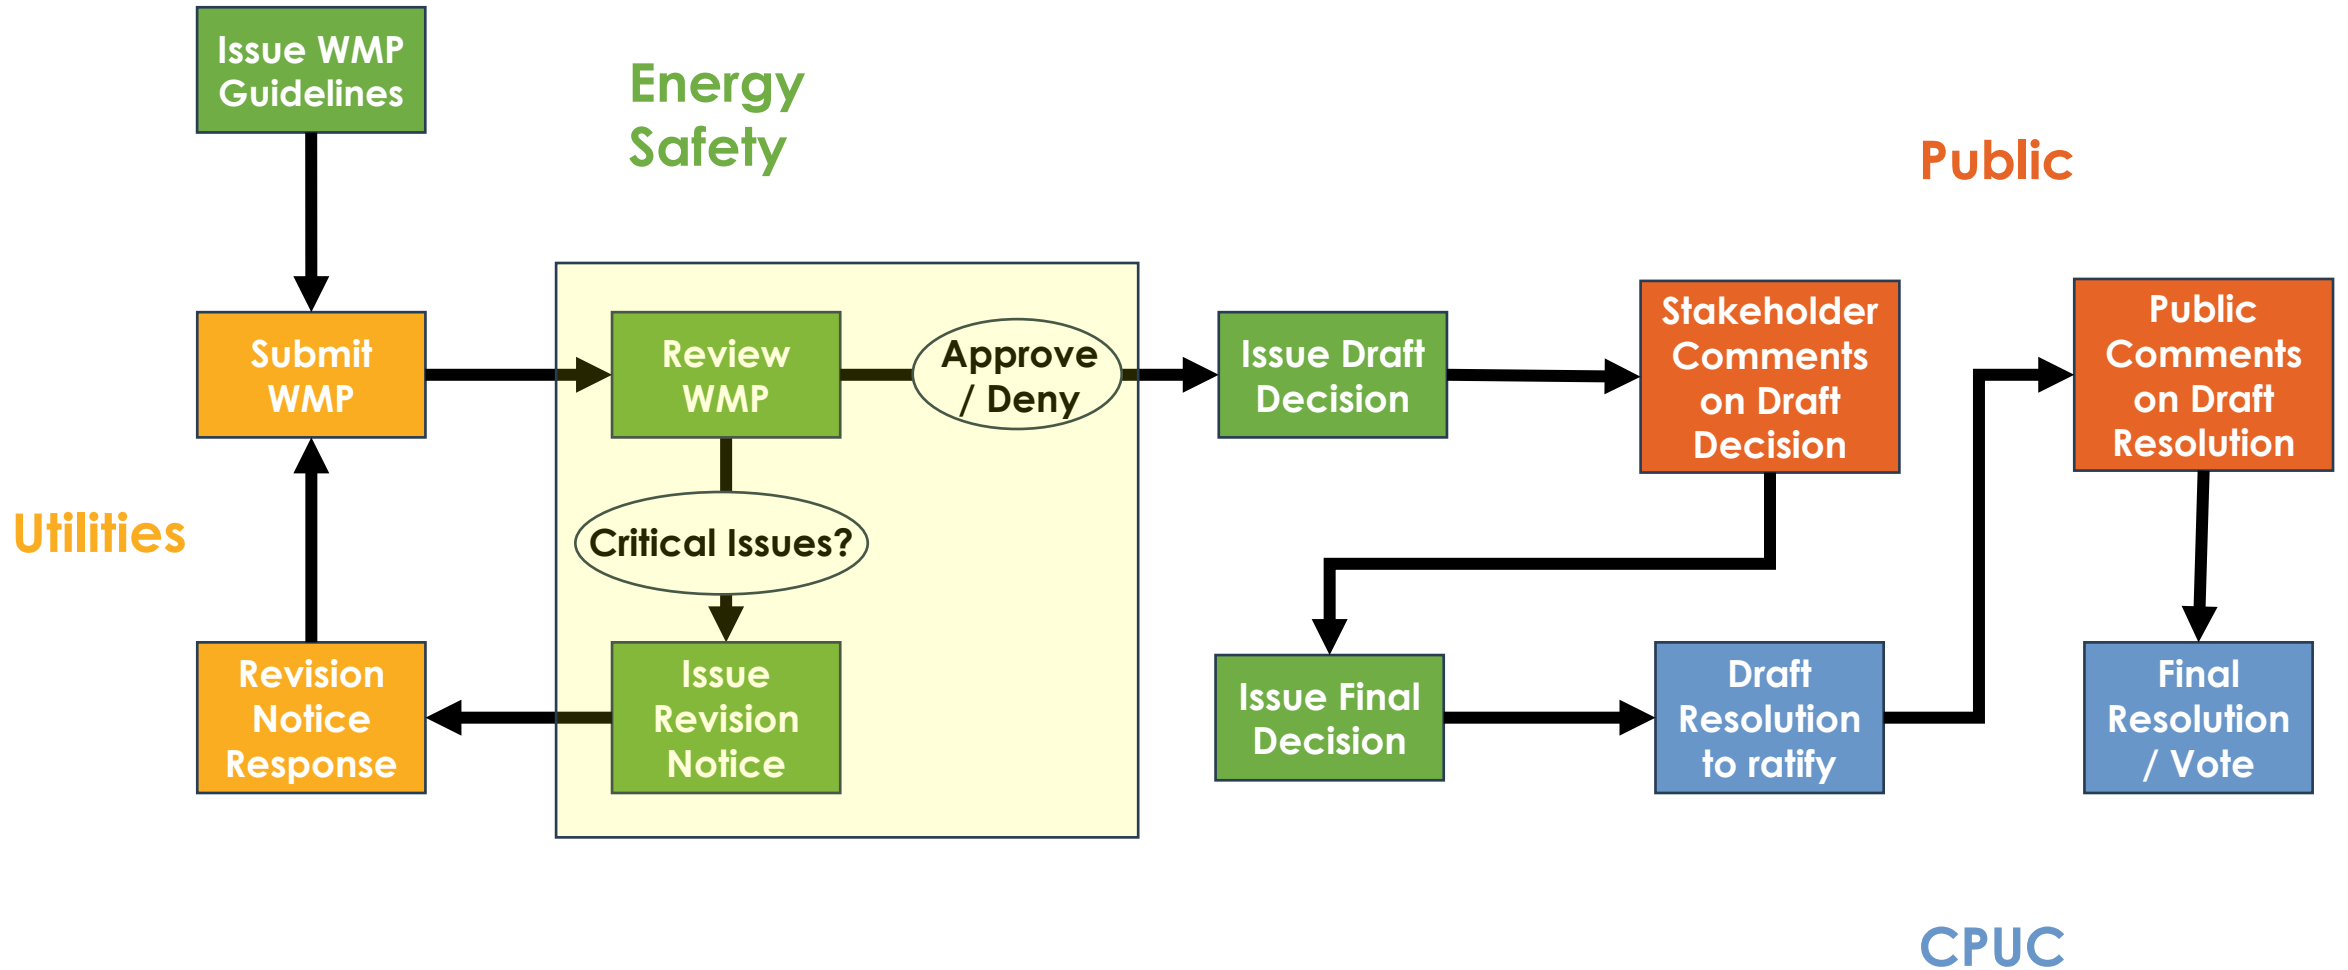 Issue WMP
Guidelines
Energy
Safety
Public
Submit
WMP
Review
WMP
Approve
/ Deny
Issue Draft
Decision
Stakeholder
Comments
on Draft
Decision
Public
Comments
on Draft
Resolution
Utilities
Critical Issues?
Revision
Notice
Response
Issue
Revision
Notice
Issue Final
Decision
Draft
Resolution
to ratify
Final
Resolution
/ Vote
CPUC